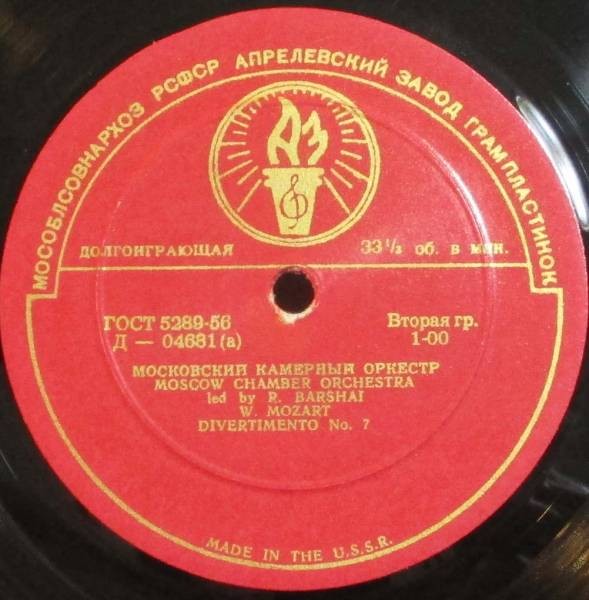 МОСОБЛСОВНАРХОЗ РСФСР АПРЕЛЕВСКИЙ ЗАВОД ГРАМПЛАСТИНОК
АЗ
ДОЛГОИГРАЮЩАЯ 33⅓ об. в мин.
ГОСТ 5289-56 Вторая гр.
Д — 04681(а) 1-00
МОСКОВСКИЙ КАМЕРНЫЙ ОРКЕСТР
MOSCOW CHAMBER ORCHESTRA
led by R. BARSHAI
W. MOZART
DIVERTIMENTO No. 7
MADE IN THE U.S.S.R.